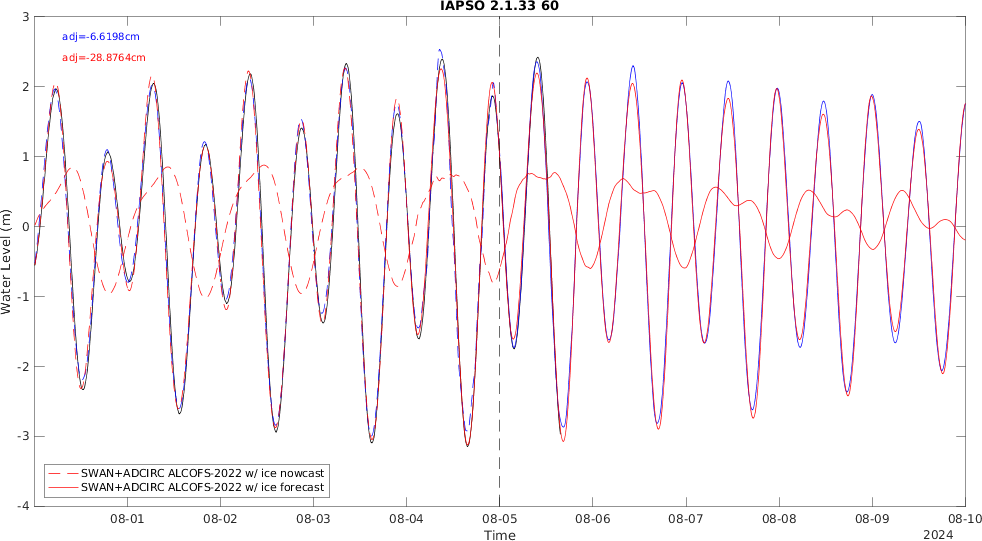 IAPSO 2.1.33 60
adj=-6.6198cm
adj=-28.8764cm
Water Level (m)
3
2
1
0
-1
-2
-3
-4
SWAN+ADCIRC ALCOFS-2022 w/ ice nowcast
SWAN+ADCIRC ALCOFS-2022 w/ ice forecast
08-01 08-02 08-03 08-04 08-05 08-06 08-07 08-08 08-09 08-10
Time
2024